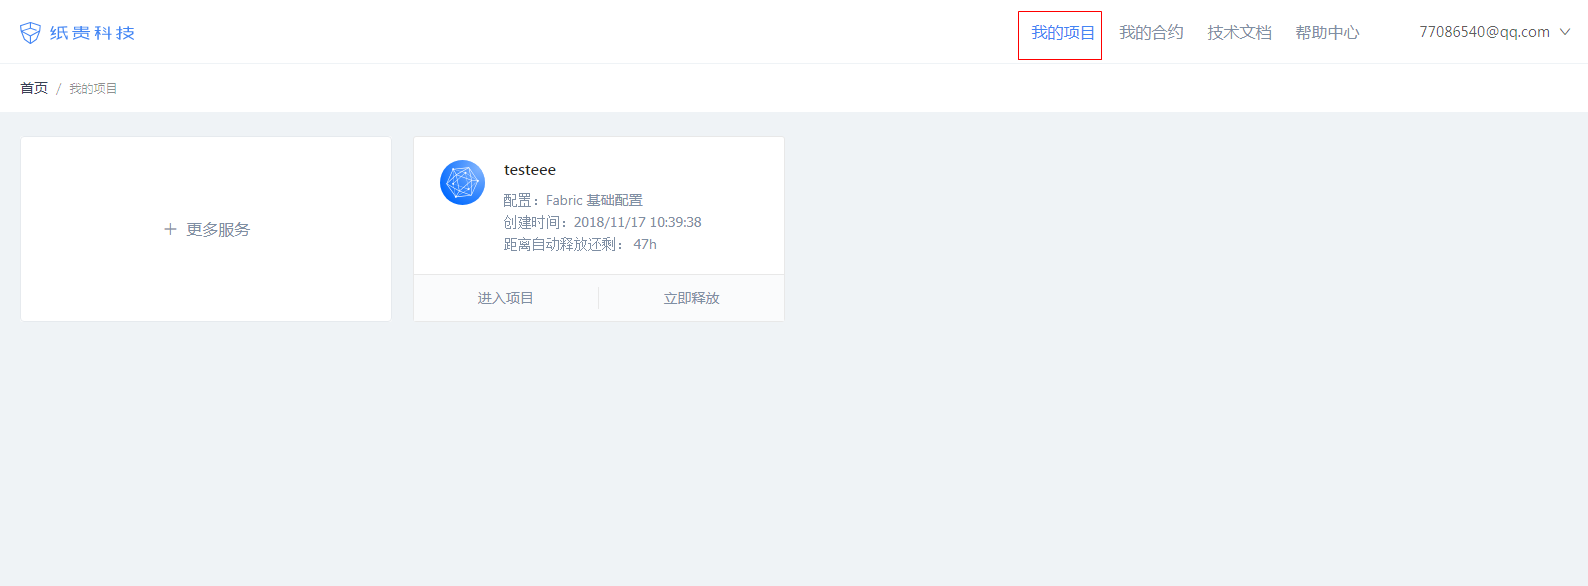 纸贵科技
我的项目 我的合约 技术文档 帮助中心 77086540@qq.com
首页 / 我的项目
+ 更多服务
testeee
配置：Fabric 基础配置
创建时间：2018/11/17 10:39:38
距离自动释放还剩： 47h
进入项目 立即释放